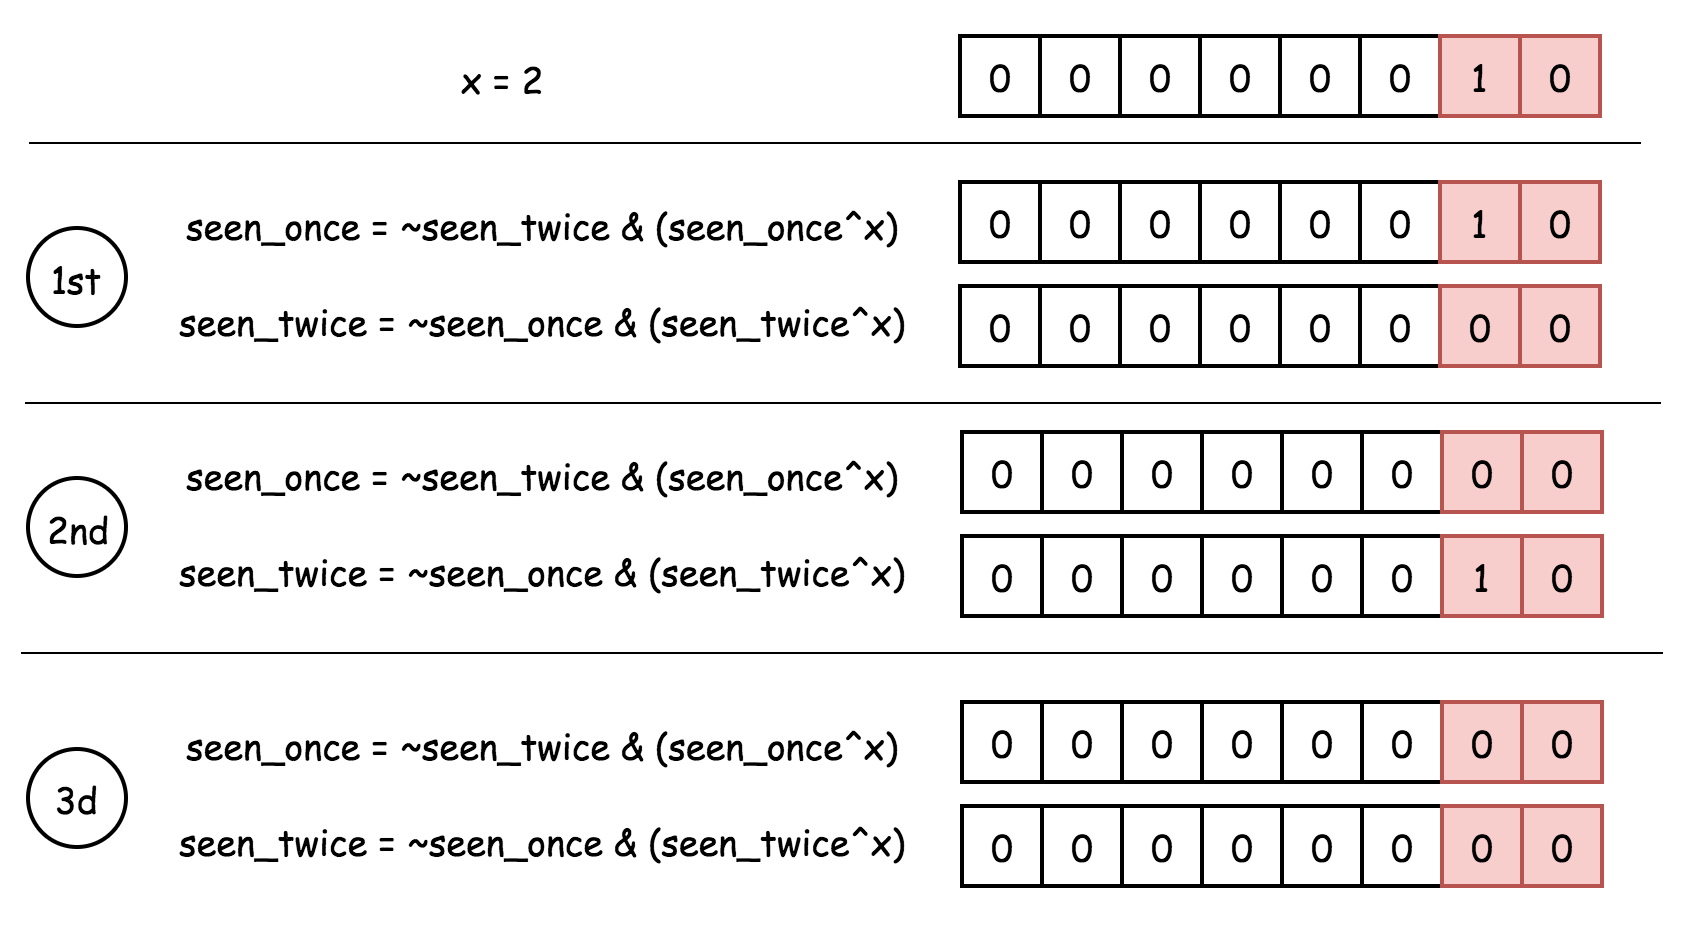 x = 2 0 0 0 0 0 0 1 0
seen_once = ~seen_twice & (seen_once^x) 0 0 0 0 0 0 1 0
1st
seen_twice = ~seen_once & (seen_twice^x) 0 0 0 0 0 0 0 0
seen_once = ~seen_twice & (seen_once^x) 0 0 0 0 0 0 0 0
2nd
seen_twice = ~seen_once & (seen_twice^x) 0 0 0 0 0 0 1 0
seen_once = ~seen_twice & (seen_once^x) 0 0 0 0 0 0 0 0
3d
seen_twice = ~seen_once & (seen_twice^x) 0 0 0 0 0 0 0 0